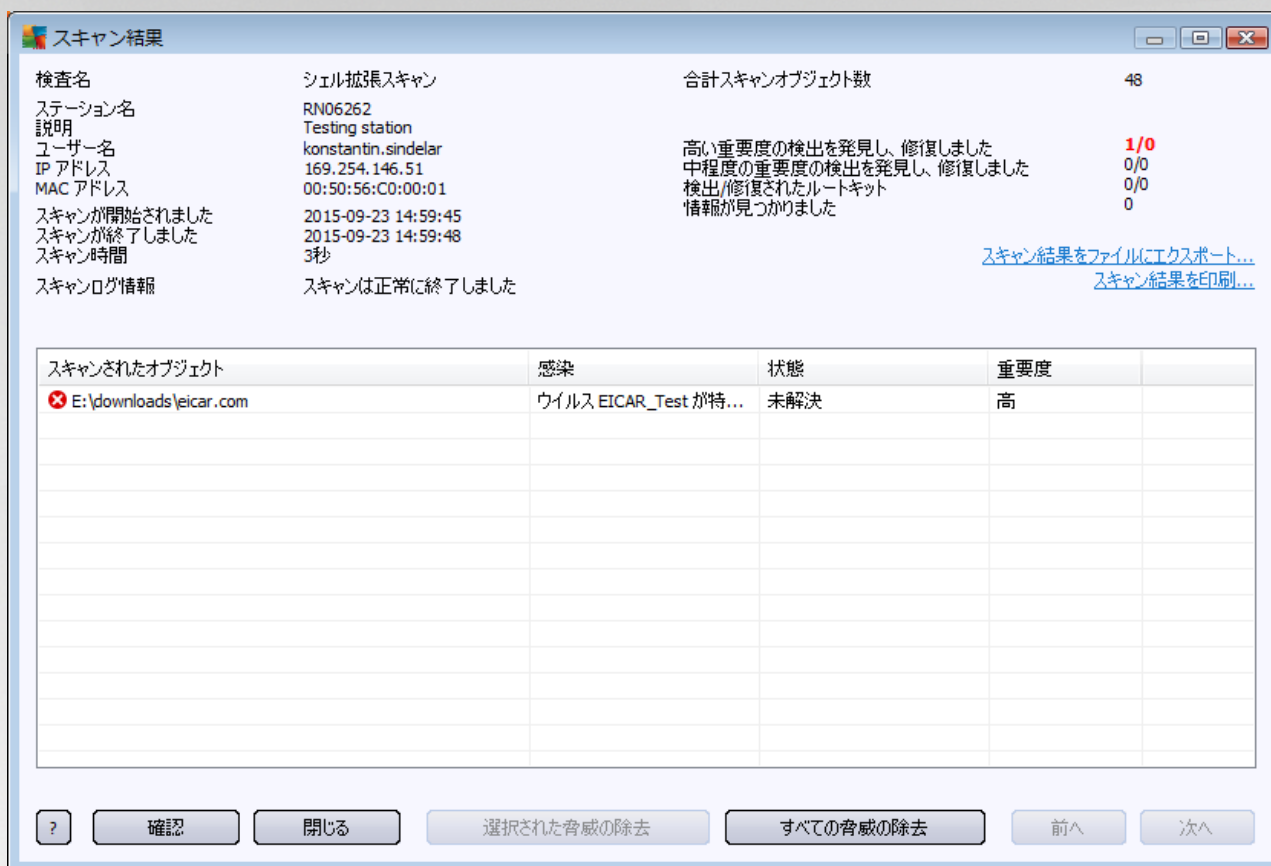 スキャン結果
検査名 シェル拡張スキャン 合計スキャンオブジェクト数 48
ステーション名 RN06262
説明 Testing station
ユーザー名 konstantin.sindelar 高い重要度の検出を発見し、修復しました 1/0
IP アドレス 169.254.146.51 中程度の重要度の検出を発見し、修復しました 0/0
MAC アドレス 00:50:56:C0:00:01 検出/修復されたルートキット 0/0
情報が見つかりました 0
スキャンが開始されました 2015-09-23 14:59:45
スキャンが終了しました 2015-09-23 14:59:48
スキャン時間 3秒 スキャン結果をファイルにエクスポート...
スキャンログ情報 スキャンは正常に終了しました スキャン結果を印刷...
スキャンされたオブジェクト 感染 状態 重要度
E:\downloads\eicar.com ウイルス EICAR_Test が特... 未解決 高
? 確認 閉じる 選択された脅威の除去 すべての脅威の除去 前へ 次へ